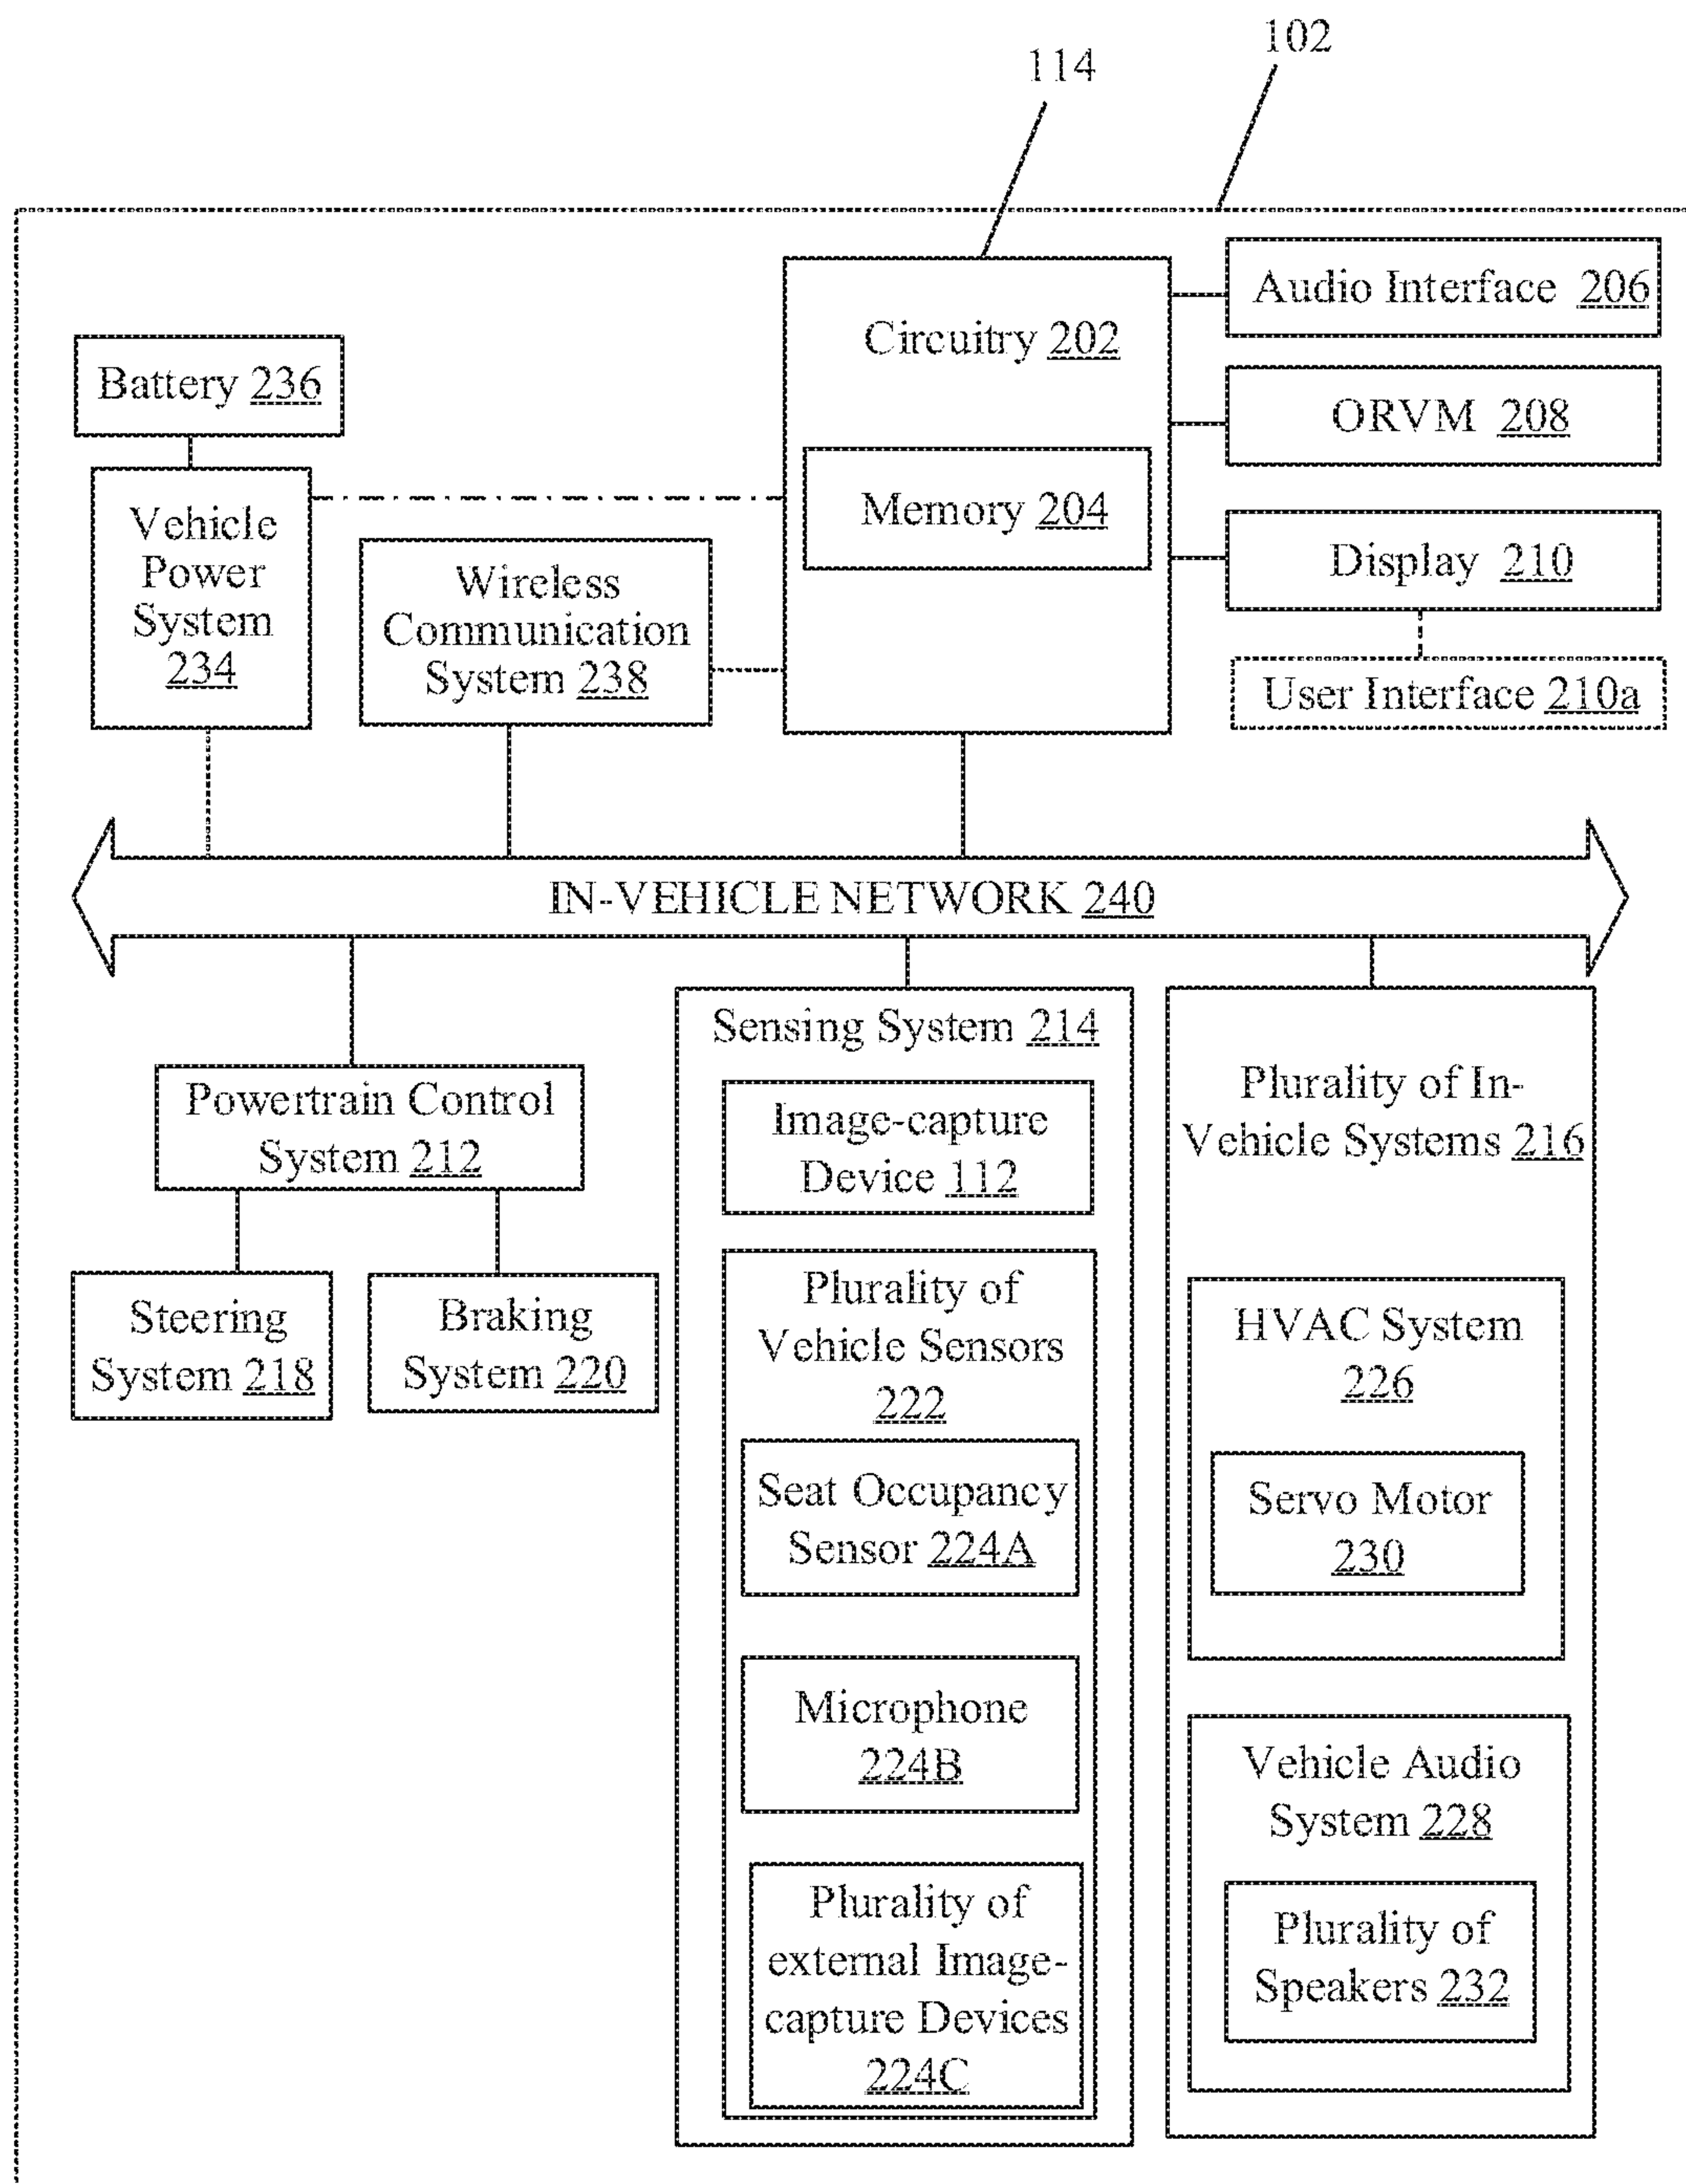 102
114
Audio Interface 206
Circuitry 202
Battery 236
ORVM 208
Memory 204
Vehicle
Power
System
234
Display 210
Wireless
Communication
System 238
User Interface 210a
IN-VEHICLE NETWORK 240
Powertrain Control
System 212
Steering
System 218
Braking
System 220
Sensing System 214
Image-capture
Device 112
Plurality of
Vehicle Sensors
222
Seat Occupancy
Sensor 224A
Microphone
224B
Plurality of
external Image-
capture Devices
224C
Plurality of In-
Vehicle Systems 216
HVAC System
226
Servo Motor
230
Vehicle Audio
System 228
Plurality of
Speakers 232